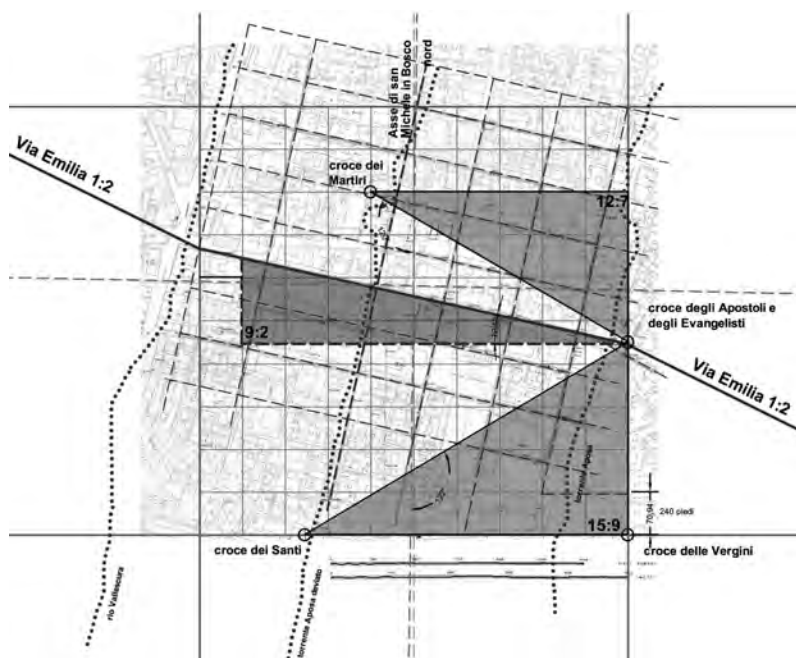 Asse di san
Michele in Bosco
nord
Via Emilia 1:2
croce dei
Martiri
12:7
croce degli Apostoli e
degli Evangelisti
9:2
Via Emilia 1:2
torrente Aposa
70,94
240 piedi
15:9
croce dei Santi
croce delle Vergini
rio Vallescura
torrente Aposa deviato